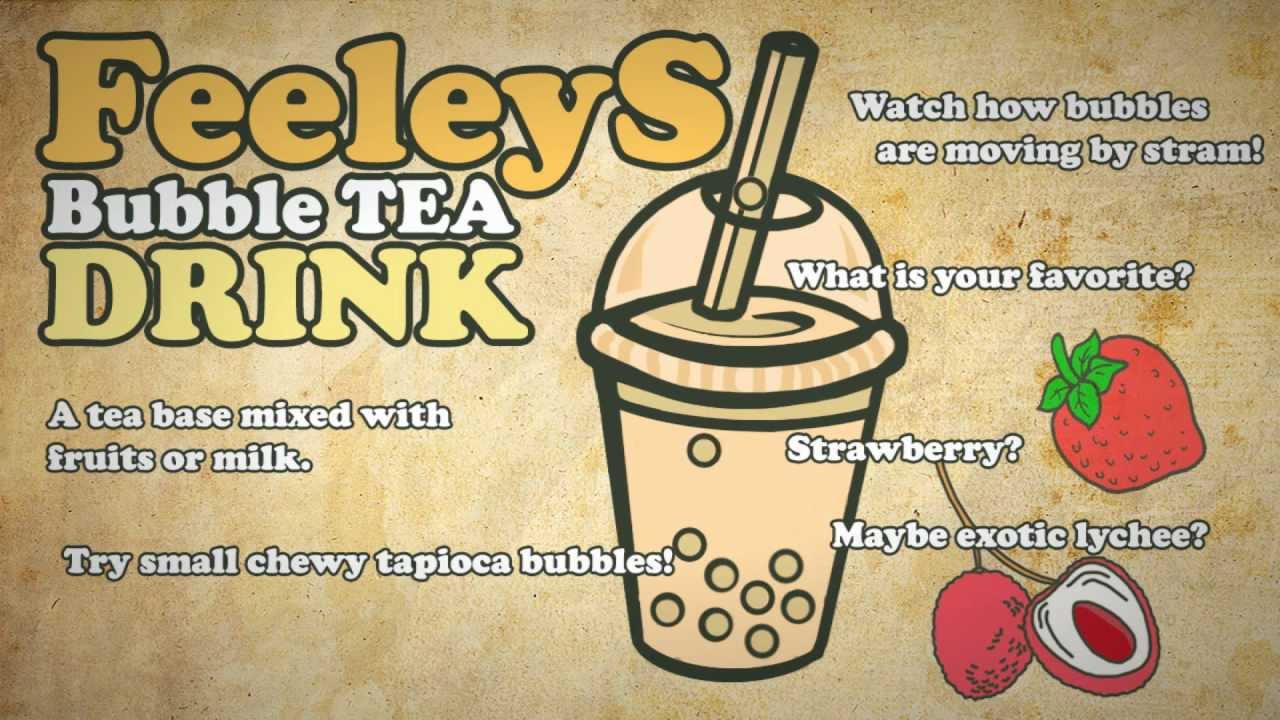 FeeleyS
Bubble TEA
DRINK
A tea base mixed with
fruits or milk.
Try small chewy tapioca bubbles!
Watch how bubbles
are moving by stram!
What is your favorite?
Strawberry?
Maybe exotic lychee?